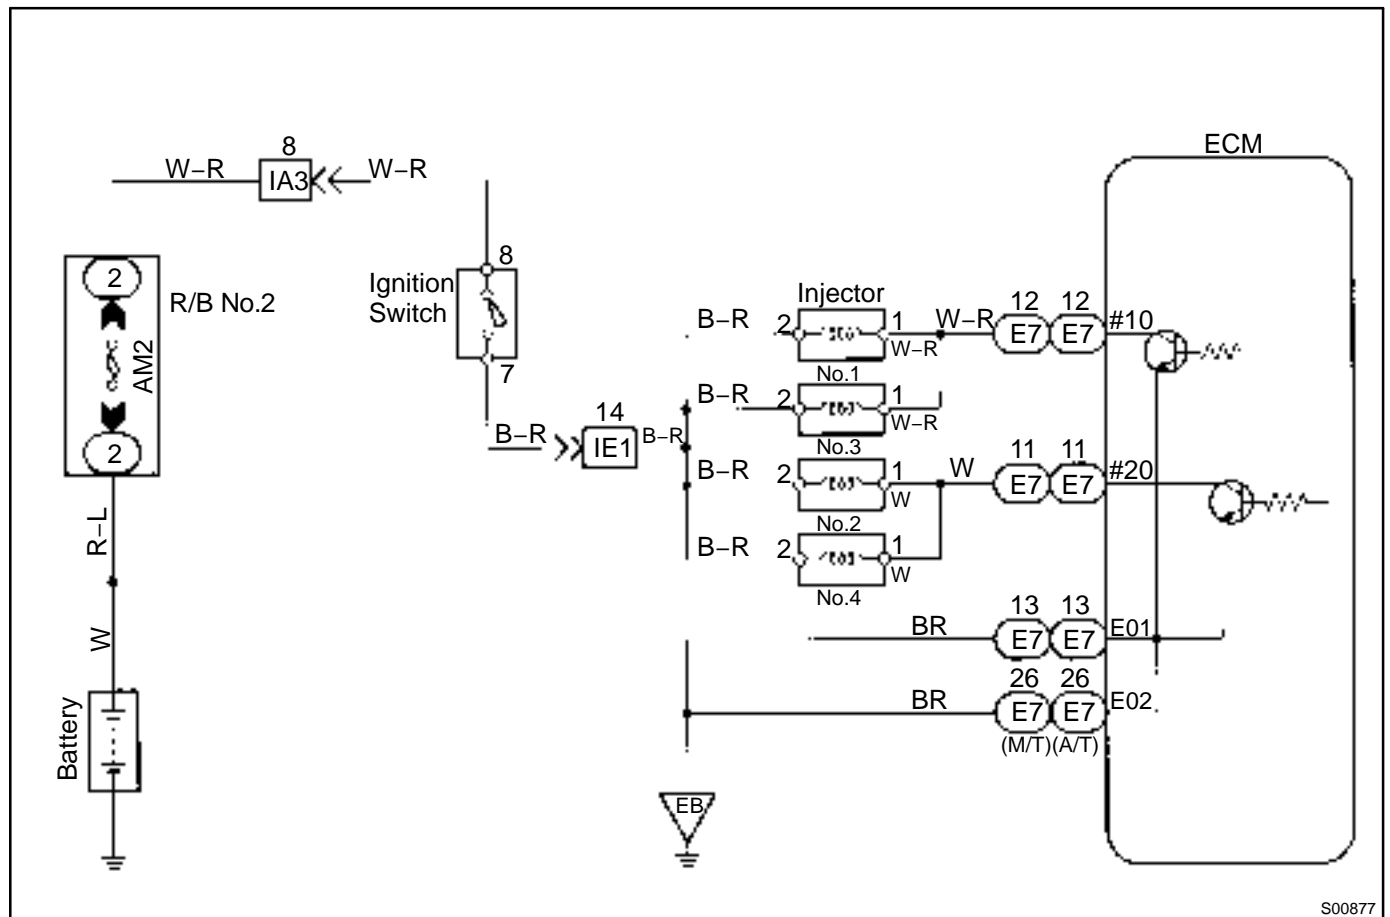 ECM
8
W–R
IA3
W–R
8
Ignition
Switch
7
2
R/B No.2
AM2
2
Injector
B–R
2
1
W–R
W–R
12
12
E7
E7
#10
No.1
B–R
2
1
W–R
No.3
14
B–R
IE1
B–R
B–R
2
1
W
W
11
11
E7
E7
#20
No.2
B–R
2
1
W
No.4
R–L
W
Battery
BR
13
13
E7
E7
E01
BR
26
26
E7
E7
E02
(M/T)
(A/T)
EB
S00877